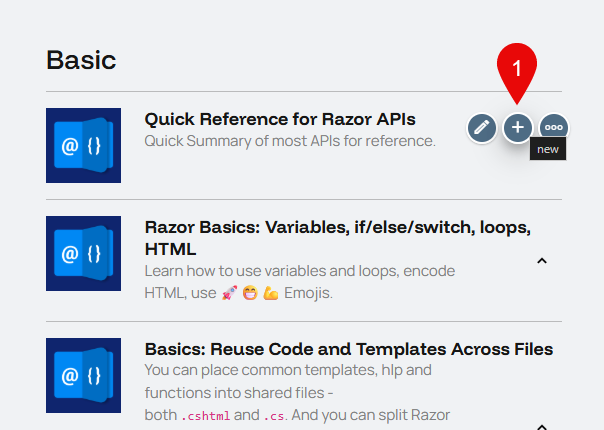 Basic
1
Quick Reference for Razor APIs
Quick Summary of most APIs for reference.
new
@ {}
Razor Basics: Variables, if/else/switch, loops,
HTML
Learn how to use variables and loops, encode
HTML, use 🚀 😁 💪 Emojis.
@ {}
Basics: Reuse Code and Templates Across Files
You can place common templates, hlp and
functions into shared files -
both .cshtml and .cs. And you can split Razor
@ {}